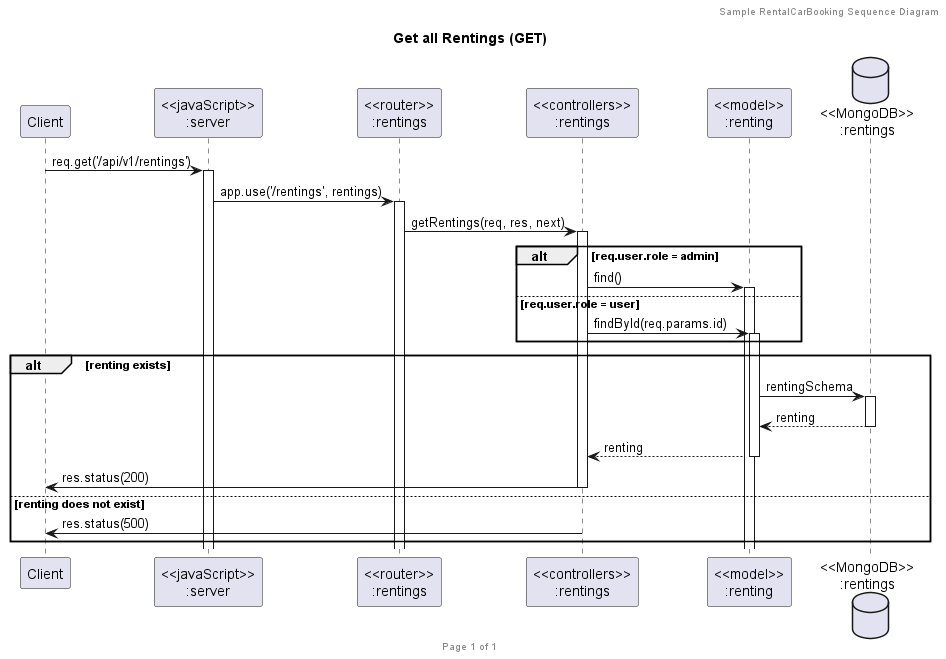 Sample RentalCarBooking Sequence Diagram
Get all Rentings (GET)
Client
<<javaScript>>
:server
<<router>>
:rentings
<<controllers>>
:rentings
<<model>>
:renting
<<MongoDB>>
:rentings
req.get('/api/v1/rentings')
app.use('/rentings', rentings)
getRentings(req, res, next)
alt
[req.user.role = admin]
find()
[req.user.role = user]
findById(req.params.id)
alt
[renting exists]
rentingSchema
renting
renting
res.status(200)
[renting does not exist]
res.status(500)
Client
<<javaScript>>
:server
<<router>>
:rentings
<<controllers>>
:rentings
<<model>>
:renting
<<MongoDB>>
:rentings
Page 1 of 1